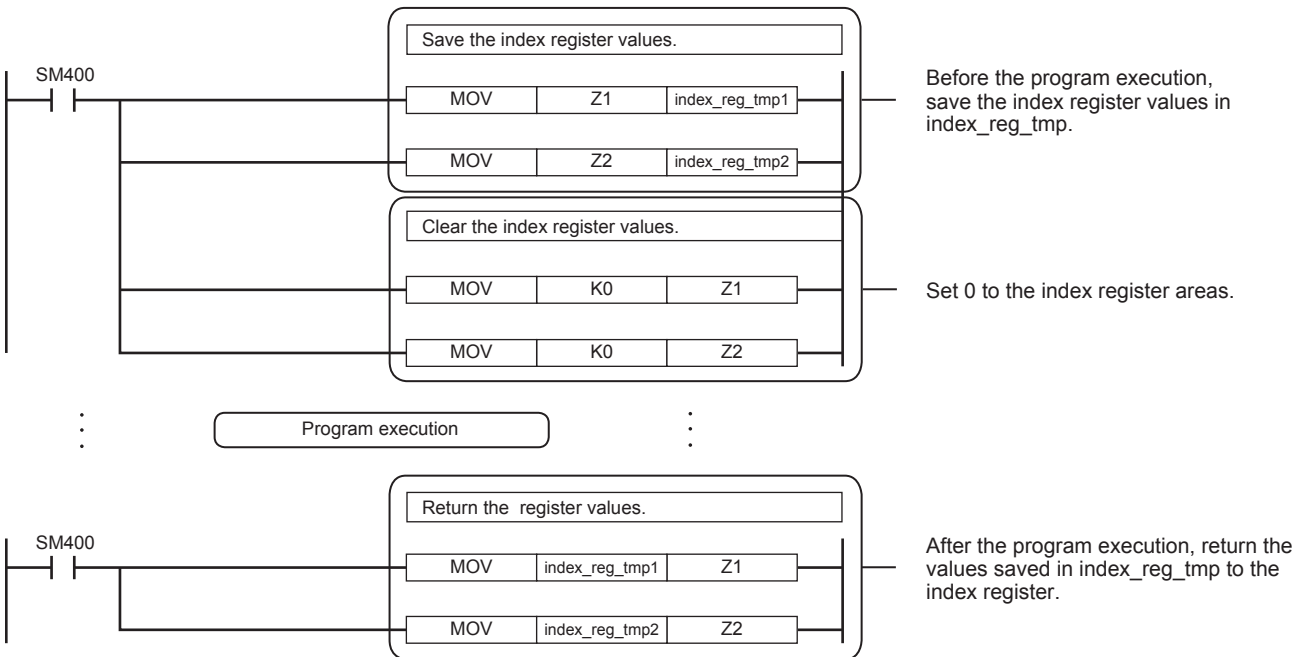 Save the index register values.
SM400
MOV Z1 index_reg_tmp1
Before the program execution,
save the index register values in
index_reg_tmp.
MOV Z2 index_reg_tmp2
Clear the index register values.
MOV K0 Z1
Set 0 to the index register areas.
MOV K0 Z2
Program execution
Return the register values.
SM400
MOV index_reg_tmp1 Z1
After the program execution, return the
values saved in index_reg_tmp to the
index register.
MOV index_reg_tmp2 Z2